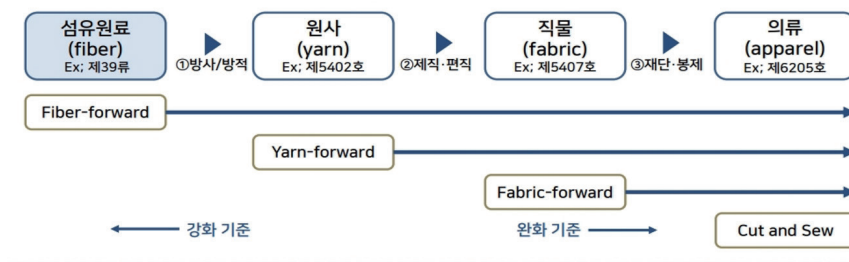 섬유원료
(fiber)
Ex; 제39류
①방사/방적
원사
(yarn)
Ex; 제5402호
②제직·편직
직물
(fabric)
Ex; 제5407호
③재단·봉제
의류
(apparel)
Ex; 제6205호
Fiber-forward
Yarn-forward
Fabric-forward
강화 기준
완화 기준
Cut and Sew